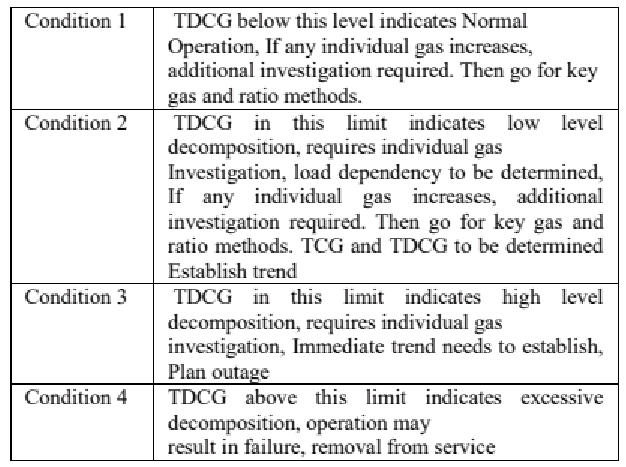 Condition 1
TDCG below this level indicates Normal
Operation, If any individual gas increases,
additional investigation required. Then go for key
gas and ratio methods.
Condition 2
TDCG in this limit indicates low level
decomposition, requires individual gas
Investigation, load dependency to be determined,
If any individual gas increases, additional
investigation required. Then go for key gas and
ratio methods. TCG and TDCG to be determined
Establish trend
Condition 3
TDCG in this limit indicates high level
decomposition, requires individual gas
investigation, Immediate trend needs to establish,
Plan outage
Condition 4
TDCG above this limit indicates excessive
decomposition, operation may
result in failure, removal from service